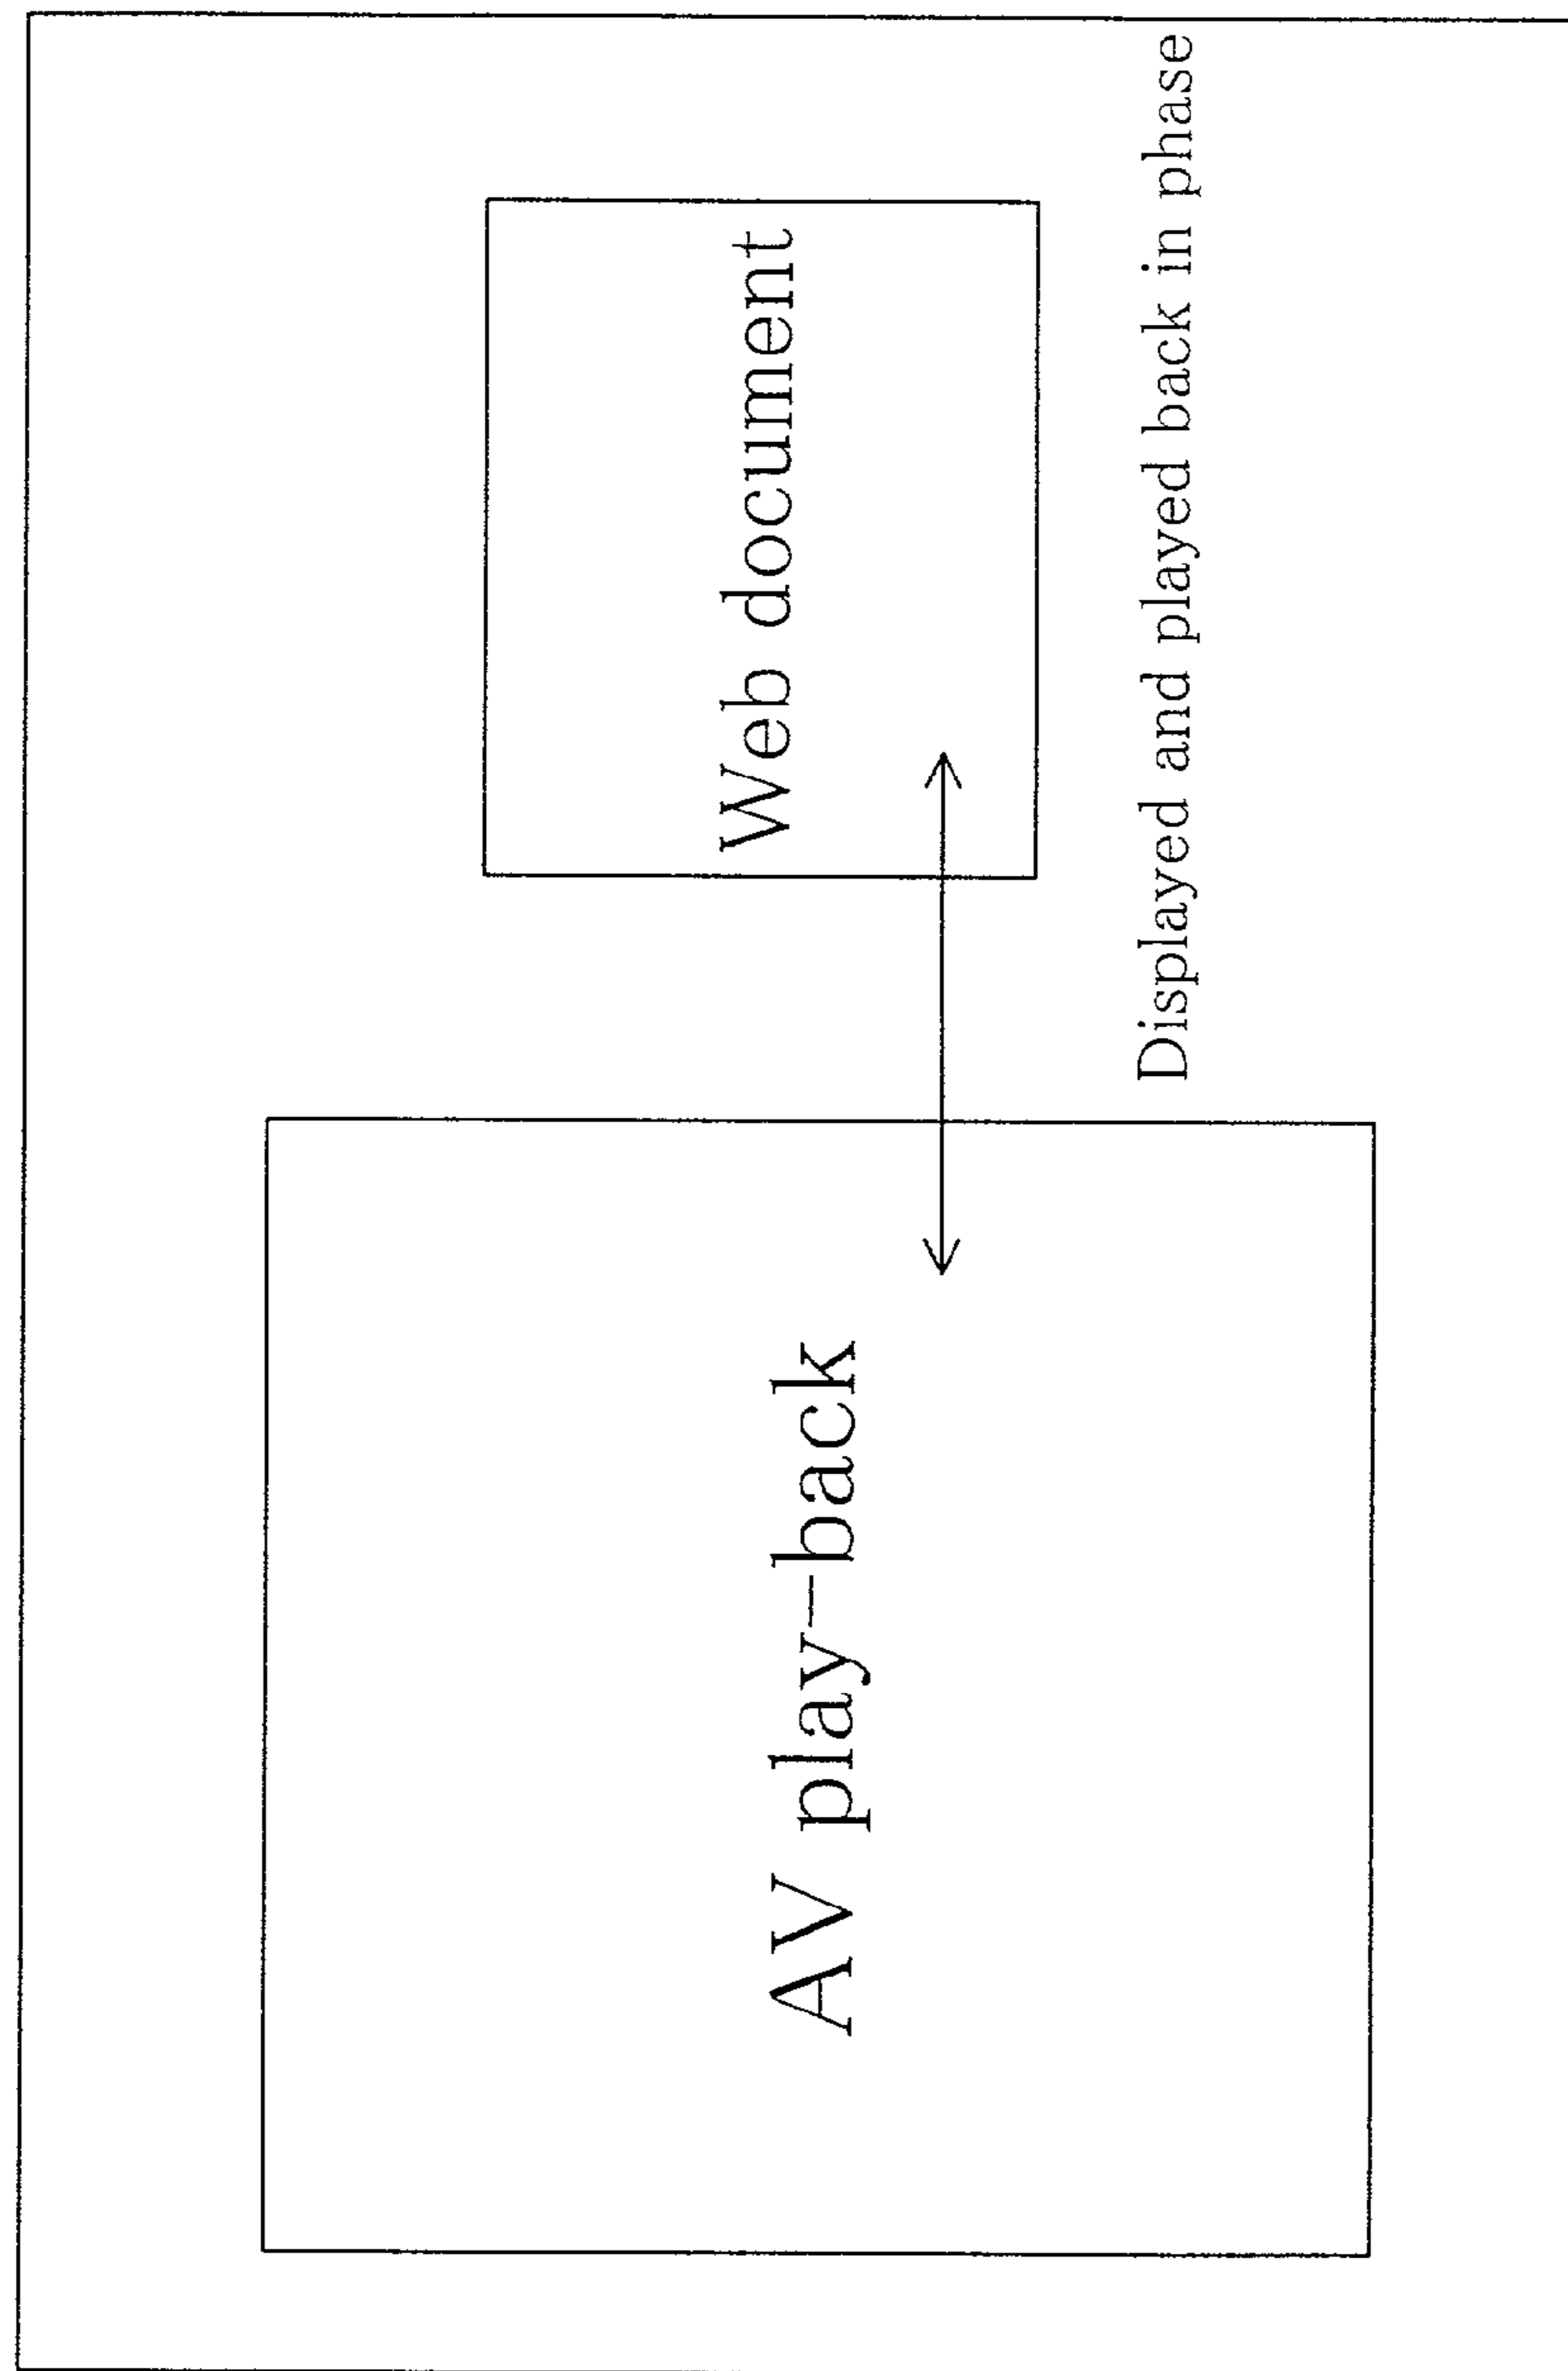 AV play-back
Web document
Displayed and played back in phase